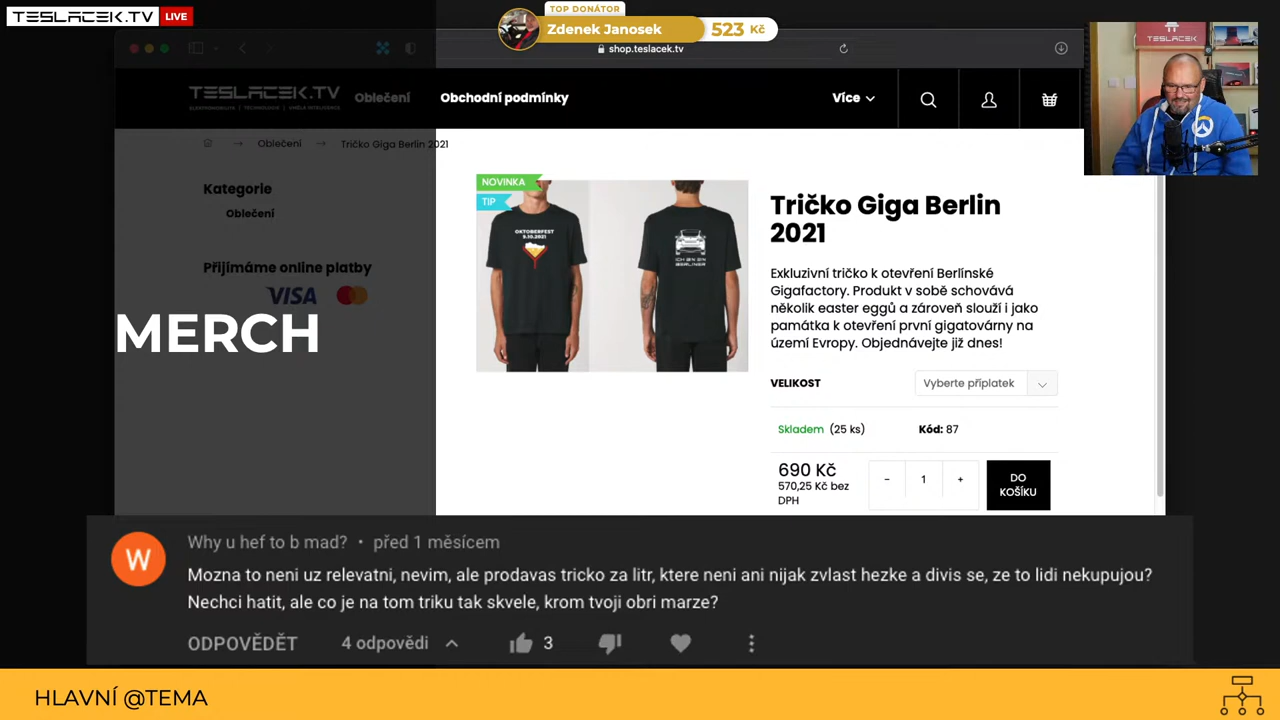 TESLACEK.TV LIVE
TOP DONÁTOR
Zdenek Janosek 523 Kč
shop.teslacek.tv
TESLACEK.TV
Oblečení
Obchodní podmínky
Více
Oblečení → Tričko Giga Berlin 2021
Kategorie
Oblečení
Přijímáme online platby
VISA
MERCH
NOVINKA
TIP
OKTOBERFEST
9.10.2021
ICH BIN EIN
BERLINER
Tričko Giga Berlin
2021
Exkluzivní tričko k otevření Berlínské
Gigafactory. Produkt v sobě schovává
několik easter eggů a zároveň slouží i jako
památka k otevření první gigatovárny na
území Evropy. Objednávejte již dnes!
VELIKOST
Vyberte příplatek
Skladem (25 ks)
Kód: 87
690 Kč
570,25 Kč bez
DPH
- 1 +
DO
KOŠÍKU
TESLACEK
W
Why u hef to b mad? • před 1 měsícem
Mozna to neni uz relevatni, nevim, ale prodavas tricko za litr, ktere neni ani nijak zvlast hezke a divis se, ze to lidi nekupujou?
Nechci hatit, ale co je na tom triku tak skvele, krom tvoji obri marze?
ODPOVĚDĚT
4 odpovědi
3
HLAVNÍ @TEMA